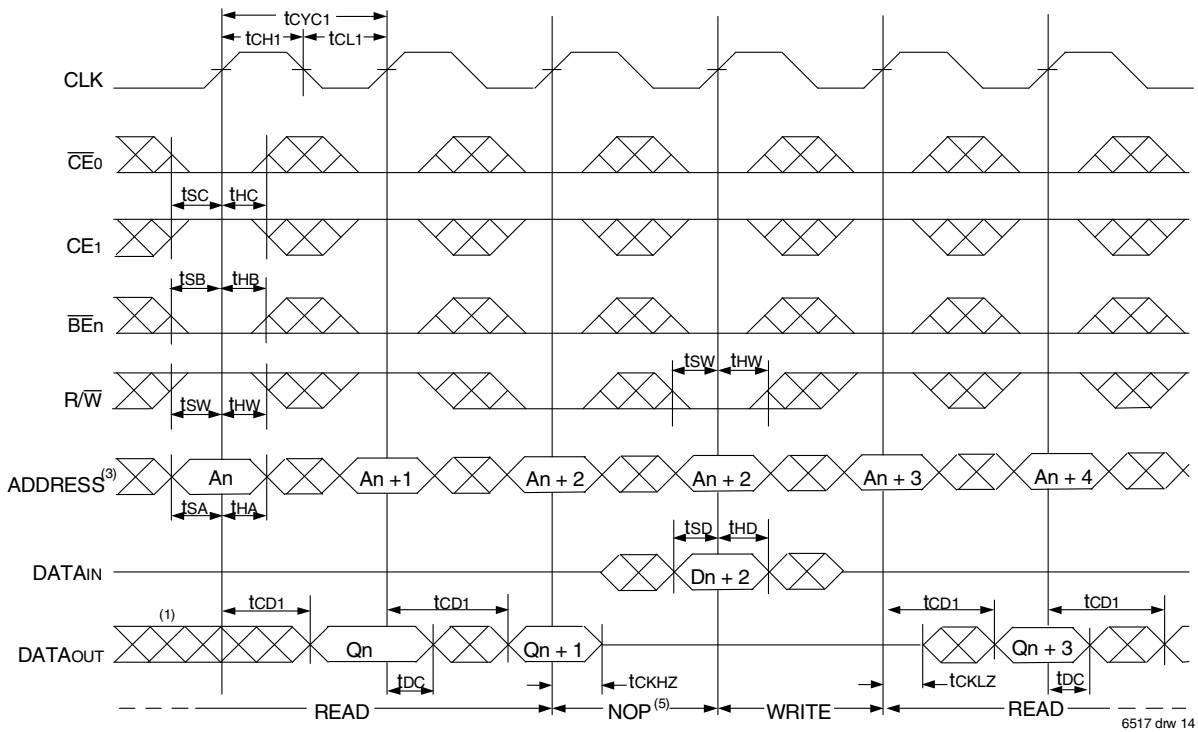 tCYC1
tCH1 tCL1
CLK
CE0
tSC tHC
CE1
tSB tHB
BEn
tSW tHW
R/W
tSW tHW
ADDRESS(3) An An +1 An + 2 An + 2 An + 3 An + 4
tSA tHA
tSD tHD
DATAIN Dn + 2
(1) tCD1 tCD1 tCD1 tCD1
DATAOUT Qn Qn + 1 Qn + 3
tDC tCKHZ tCKLZ tDC
READ NOP(5) WRITE READ
6517 drw 14